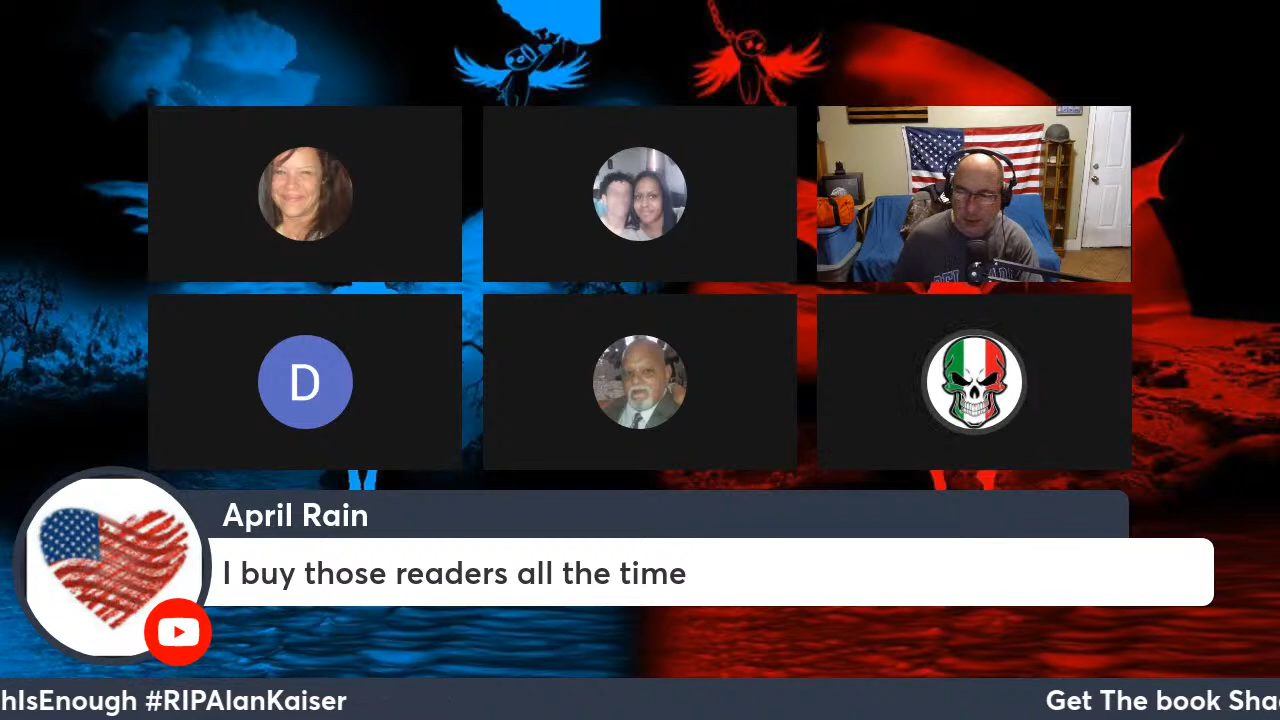 D
April Rain
I buy those readers all the time
hIsEnough #RIPAlanKaiser
Get The book Sha